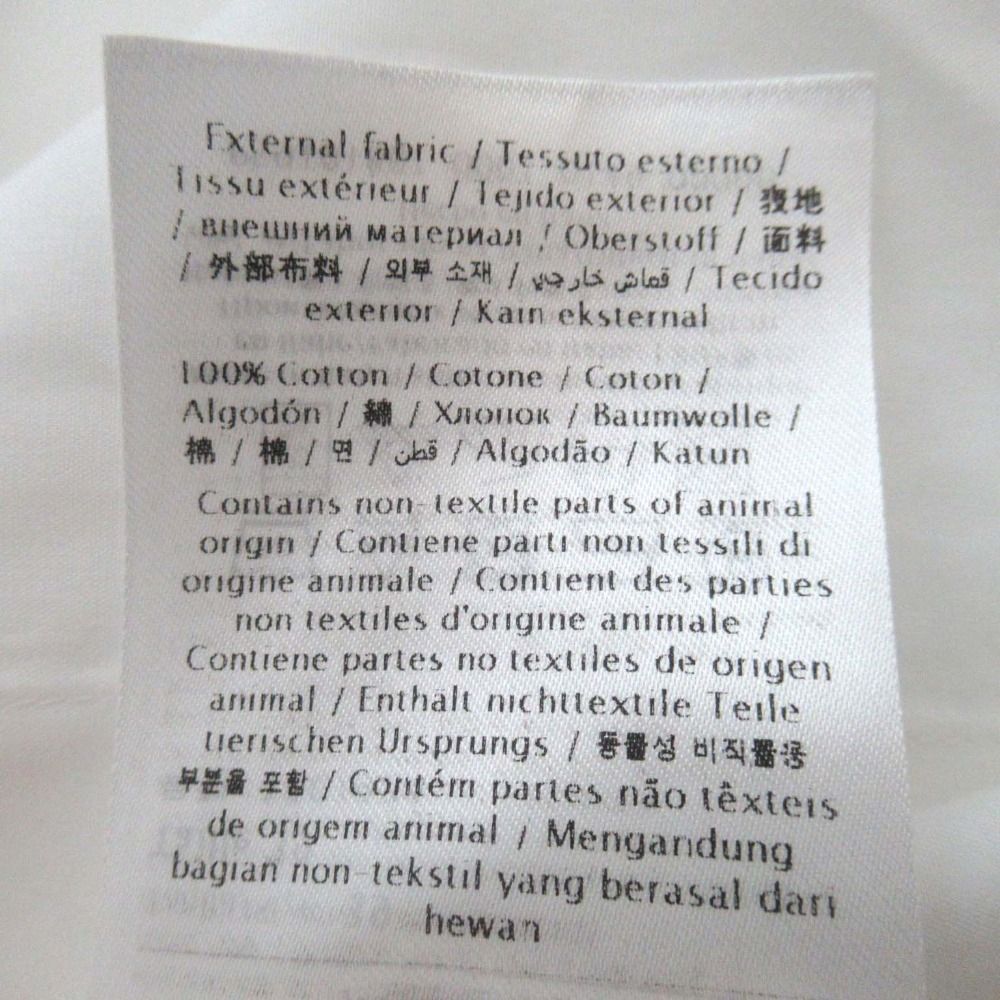 External fabric / Tessuto esterno /
Tissu extérieur / Tejido exterior / 表地
/ внешний материал / Oberstoff / 面料
/ 外部布料 / 외부 소재 / قماش خارجي / Tecido
exterior / Kain eksternal
100% Cotton / Cotone / Coton /
Algodón / 綿 / Хлопок / Baumwolle /
棉 / 棉 / 면 / قطن / Algodão / Katun
Contains non-textile parts of animal
origin / Contiene parti non tessili di
origine animale / Contient des parties
non textiles d'origine animale /
Contiene partes no textiles de origen
animal / Enthält nichttextile Teile
tierischen Ursprungs / 동물성 비직물용
부분을 포함 / Contém partes não têxteis
de origem animal / Mengandung
bagian non-tekstil yang berasal dari
hewan